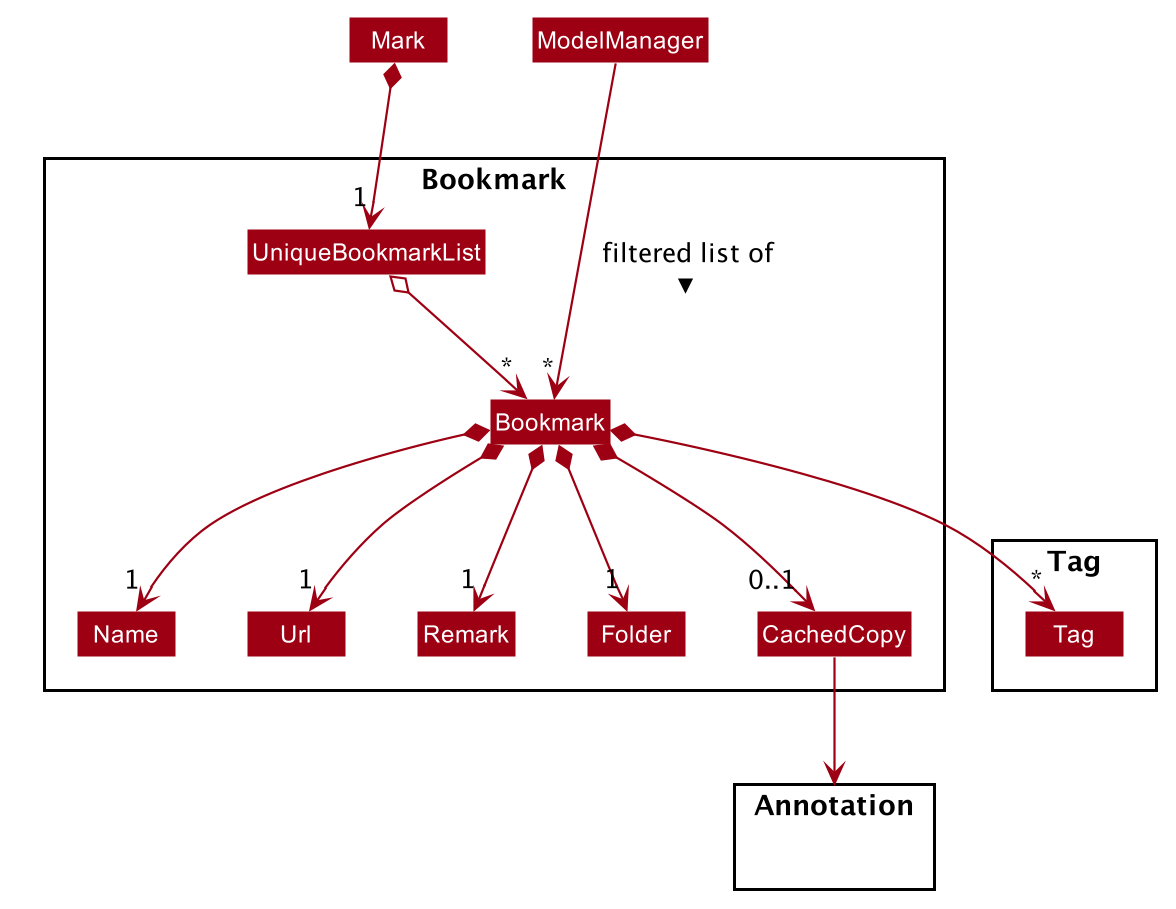 Mark
ModelManager
Bookmark
1
UniqueBookmarkList
filtered list of
▼
*
*
Bookmark
1
1
1
1
0..1
*
Tag
Name
Url
Remark
Folder
CachedCopy
Tag
Annotation